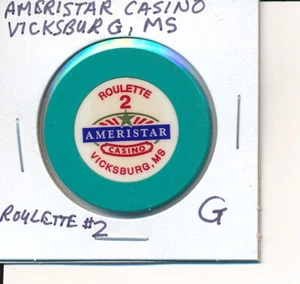 AMERISTAR CASINO
VICKSBURG, MS
ROULETTE
2
AMERISTAR
CASINO
VICKSBURG, MS
ROULETTE #2
G